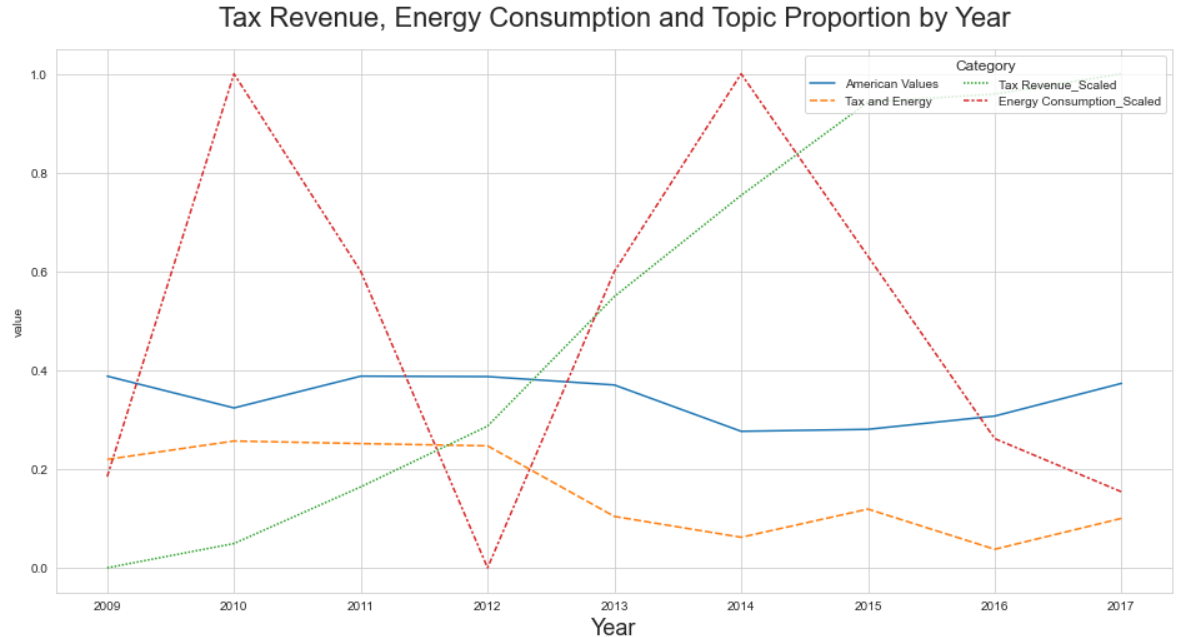 Tax Revenue, Energy Consumption and Topic Proportion by Year
Category
American Values
Tax and Energy
Tax Revenue_Scaled
Energy Consumption_Scaled
1.0
0.8
0.6
0.4
0.2
0.0
value
2009 2010 2011 2012 2013 2014 2015 2016 2017
Year